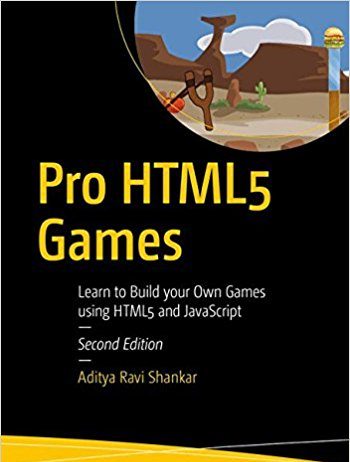 Pro HTML5
Games
Learn to Build your Own Games
using HTML5 and JavaScript
Second Edition
Aditya Ravi Shankar